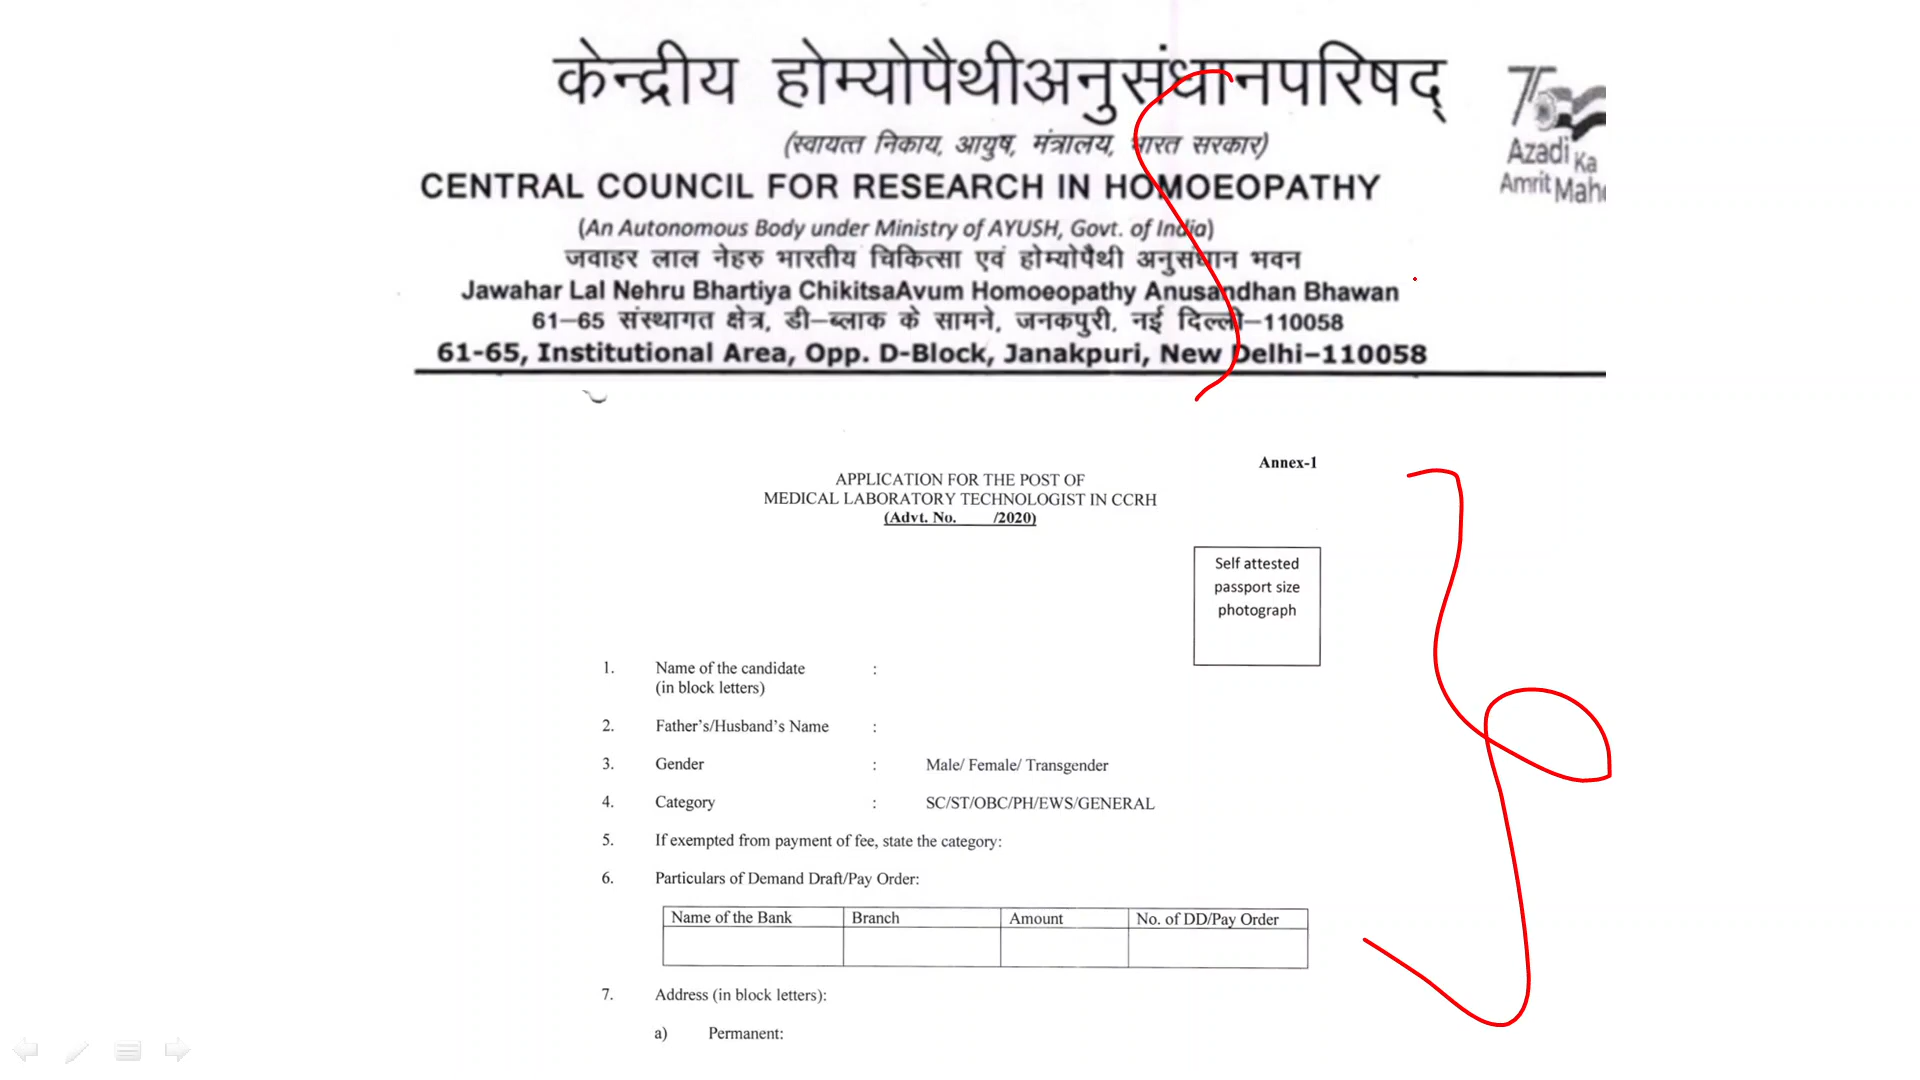 केन्द्रीय होम्योपैथीअनुसंधानपरिषद्
(स्वायत्त निकाय, आयुष, मंत्रालय, भारत सरकार)
CENTRAL COUNCIL FOR RESEARCH IN HOMOEOPATHY
(An Autonomous Body under Ministry of AYUSH, Govt. of India)
जवाहर लाल नेहरु भारतीय चिकित्सा एवं होम्योपैथी अनुसंधान भवन
Jawahar Lal Nehru Bhartiya ChikitsaAvum Homoeopathy Anusandhan Bhawan
61–65 संस्थागत क्षेत्र, डी–ब्लाक के सामने, जनकपुरी, नई दिल्ली–110058
61-65, Institutional Area, Opp. D-Block, Janakpuri, New Delhi–110058
75
Azadi Ka
Amrit Maho
Annex-1
APPLICATION FOR THE POST OF
MEDICAL LABORATORY TECHNOLOGIST IN CCRH
(Advt. No. /2020)
Self attested
passport size
photograph
1. Name of the candidate :
(in block letters)
2. Father's/Husband's Name :
3. Gender : Male/ Female/ Transgender
4. Category : SC/ST/OBC/PH/EWS/GENERAL
5. If exempted from payment of fee, state the category:
6. Particulars of Demand Draft/Pay Order:
Name of the Bank Branch Amount No. of DD/Pay Order
7. Address (in block letters):
a) Permanent: